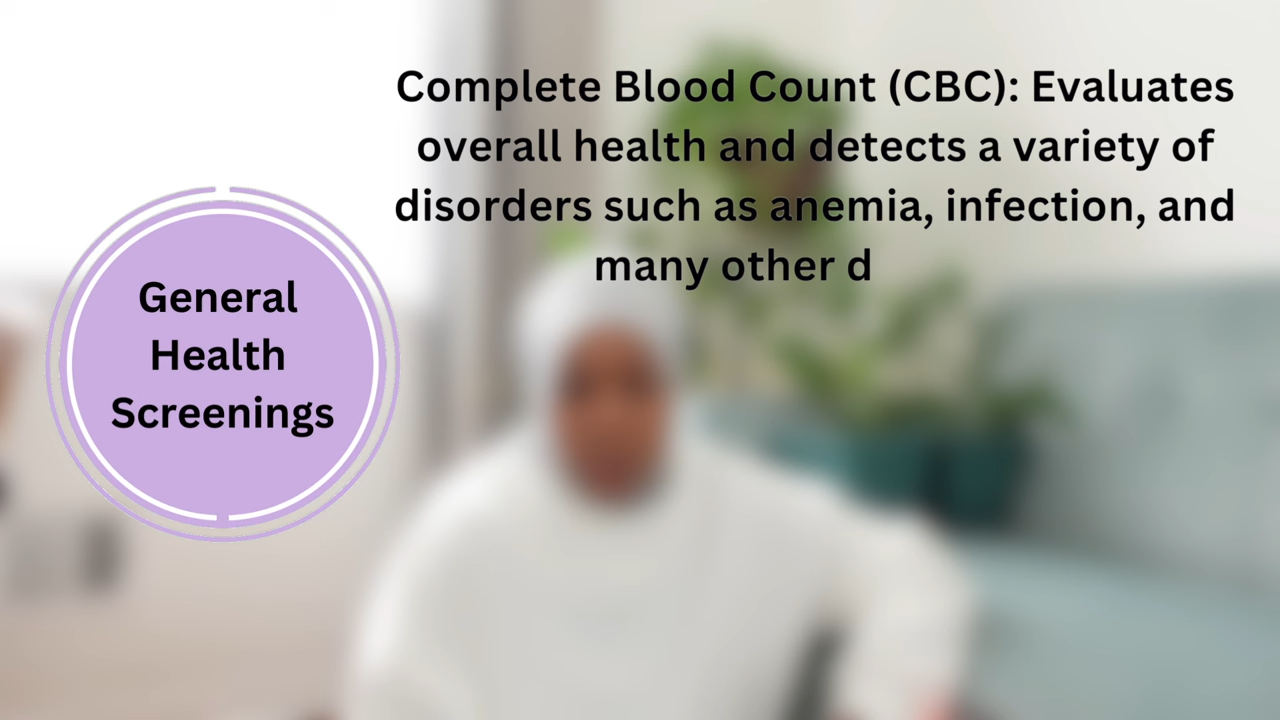 Complete Blood Count (CBC): Evaluates
overall health and detects a variety of
disorders such as anemia, infection, and
many other d
General
Health
Screenings